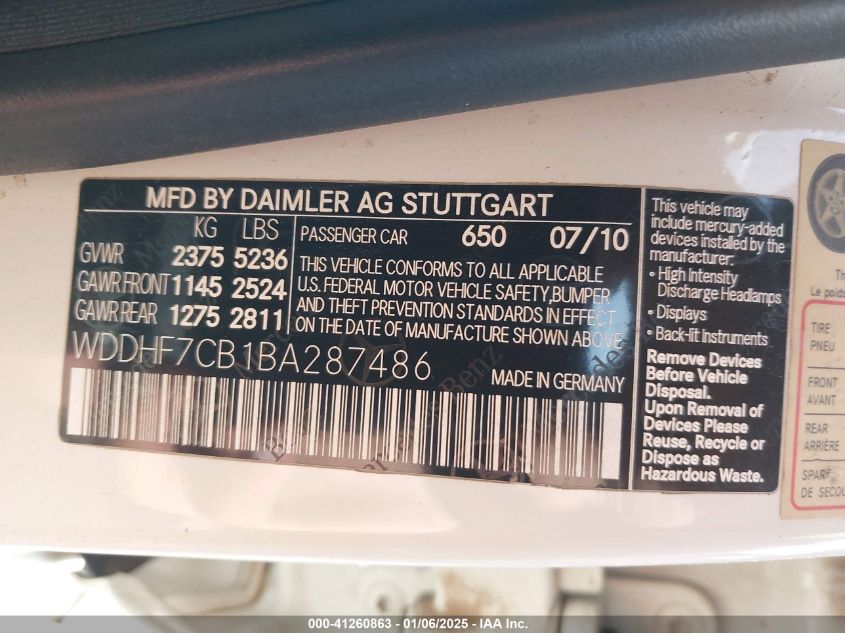 MFD BY DAIMLER AG STUTTGART
KG LBS
GVWR 2375 5236
GAWR FRONT 1145 2524
GAWR REAR 1275 2811
PASSENGER CAR 650 07/10
THIS VEHICLE CONFORMS TO ALL APPLICABLE
U.S. FEDERAL MOTOR VEHICLE SAFETY,BUMPER
AND THEFT PREVENTION STANDARDS IN EFFECT
ON THE DATE OF MANUFACTURE SHOWN ABOVE
WDDHF7CB1BA287486
MADE IN GERMANY
This vehicle may
include mercury-added
devices installed by the
manufacturer:
• High Intensity
Discharge Headlamps
• Displays
• Back-lit Instruments
Remove Devices
Before Vehicle
Disposal.
Upon Removal of
Devices Please
Reuse, Recycle or
Dispose as
Hazardous Waste.
Le poids
TIRE
PNEU
FRONT
AVANT
REAR
ARRIÈRE
SPARE
DE SECOU
000-41260863 - 01/06/2025 - IAA Inc.